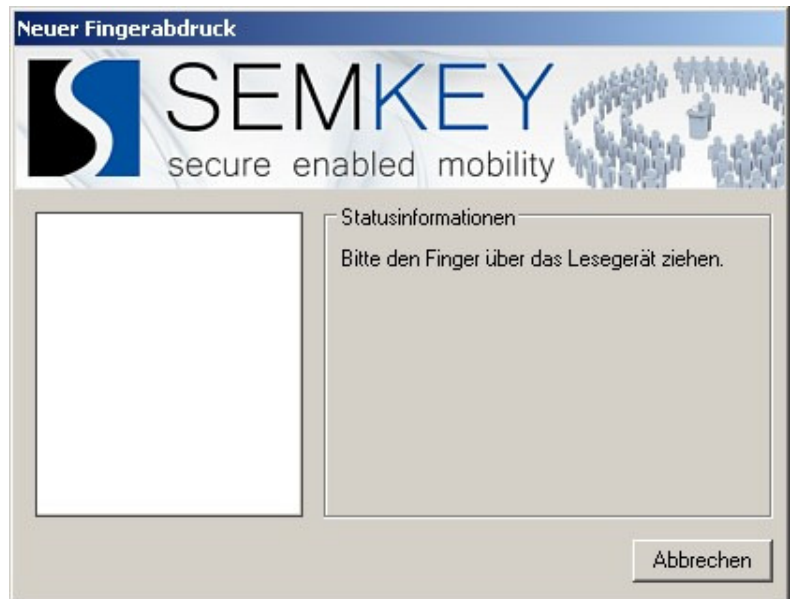 Neuer Fingerabdruck
SEMKEY
secure enabled mobility
Statusinformationen
Bitte den Finger über das Lesegerät ziehen.
Abbrechen